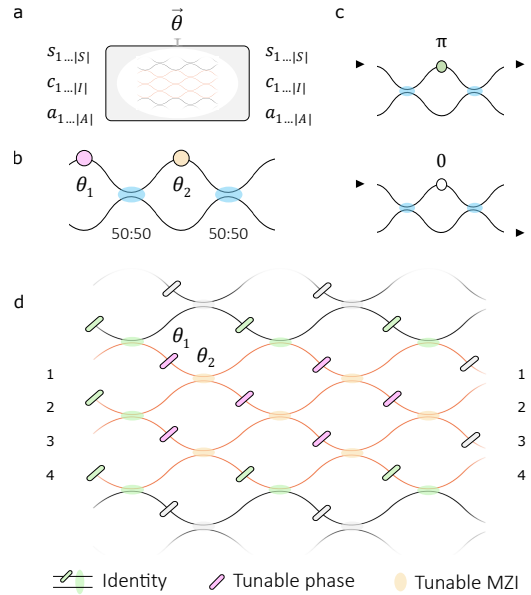 a
θ⃗
s₁…|S|
s₁…|S|
c₁…|I|
c₁…|I|
a₁…|A|
a₁…|A|
b
θ₁
θ₂
50:50
50:50
c
π
0
d
θ₁
θ₂
1
1
2
2
3
3
4
4
Identity
Tunable phase
Tunable MZI